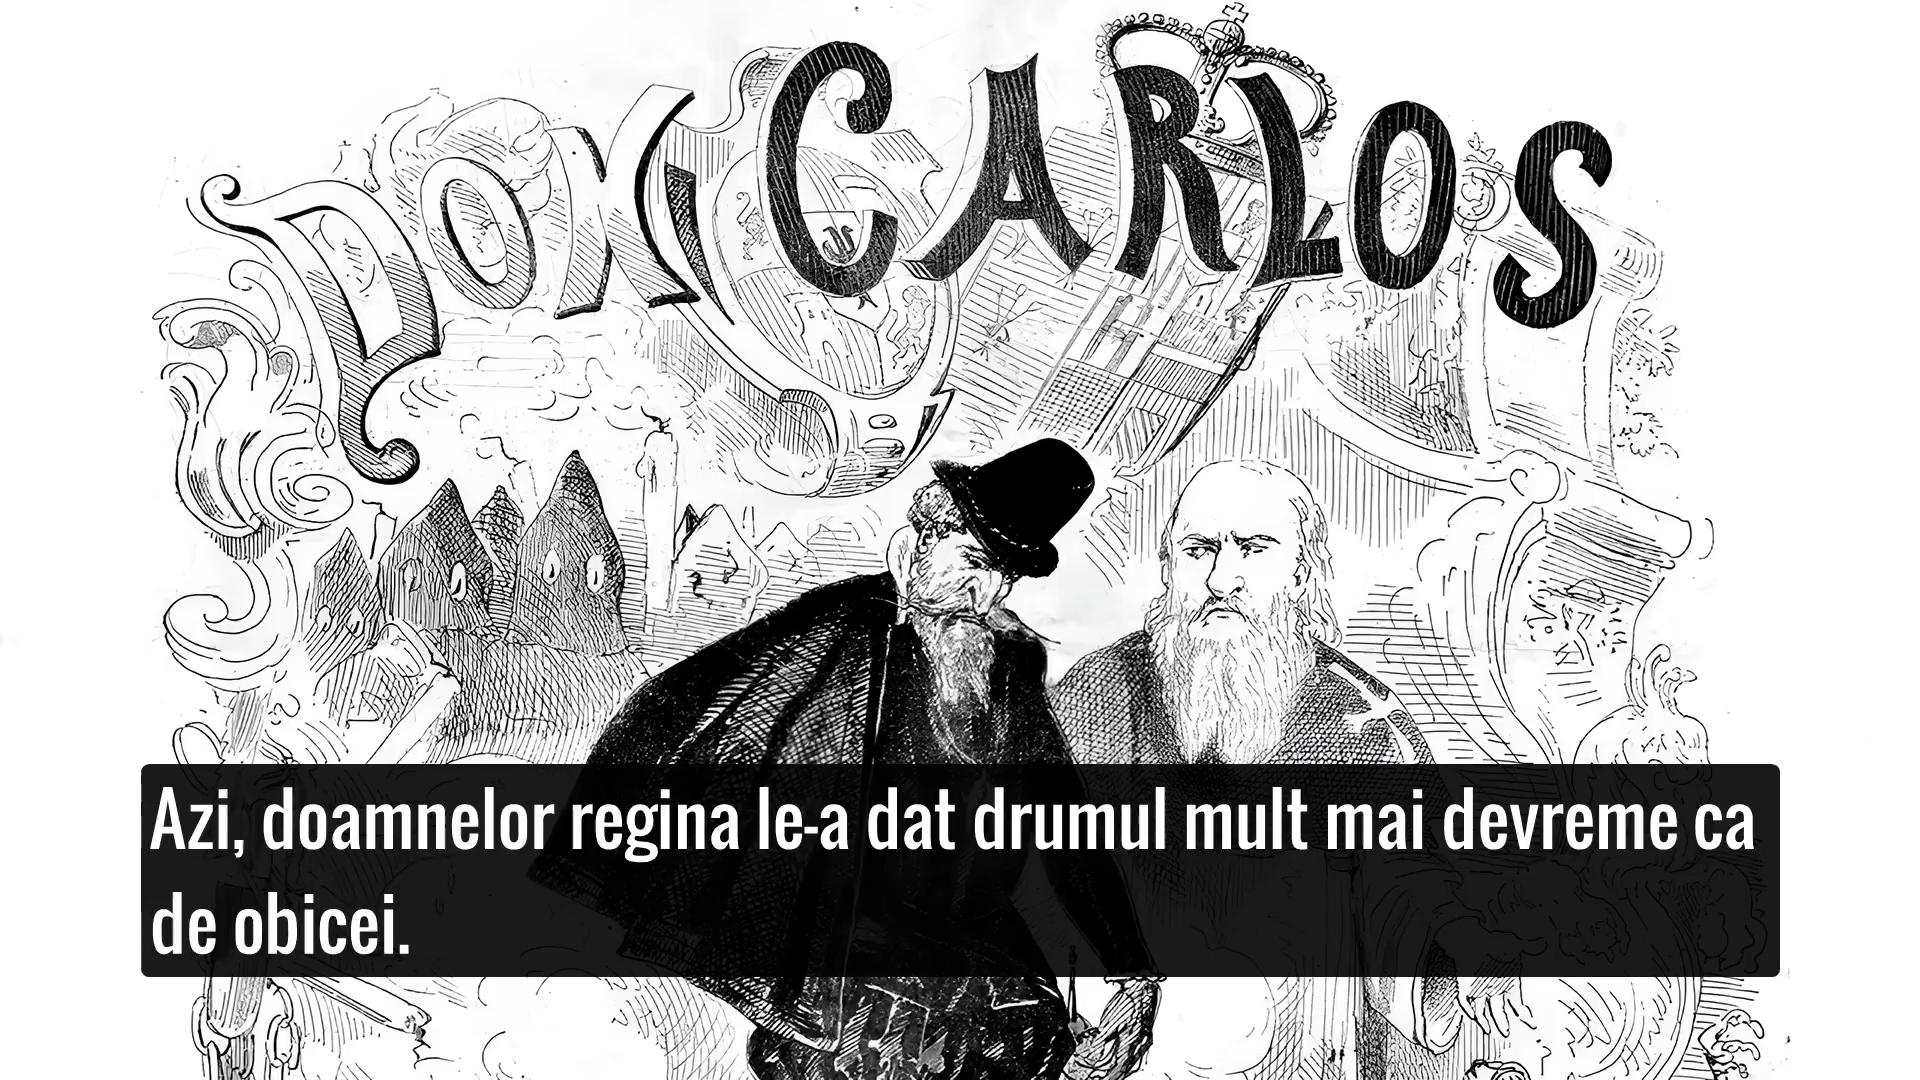 DON CARLOS
Azi, doamnelor regina le-a dat drumul mult mai devreme ca
de obicei.